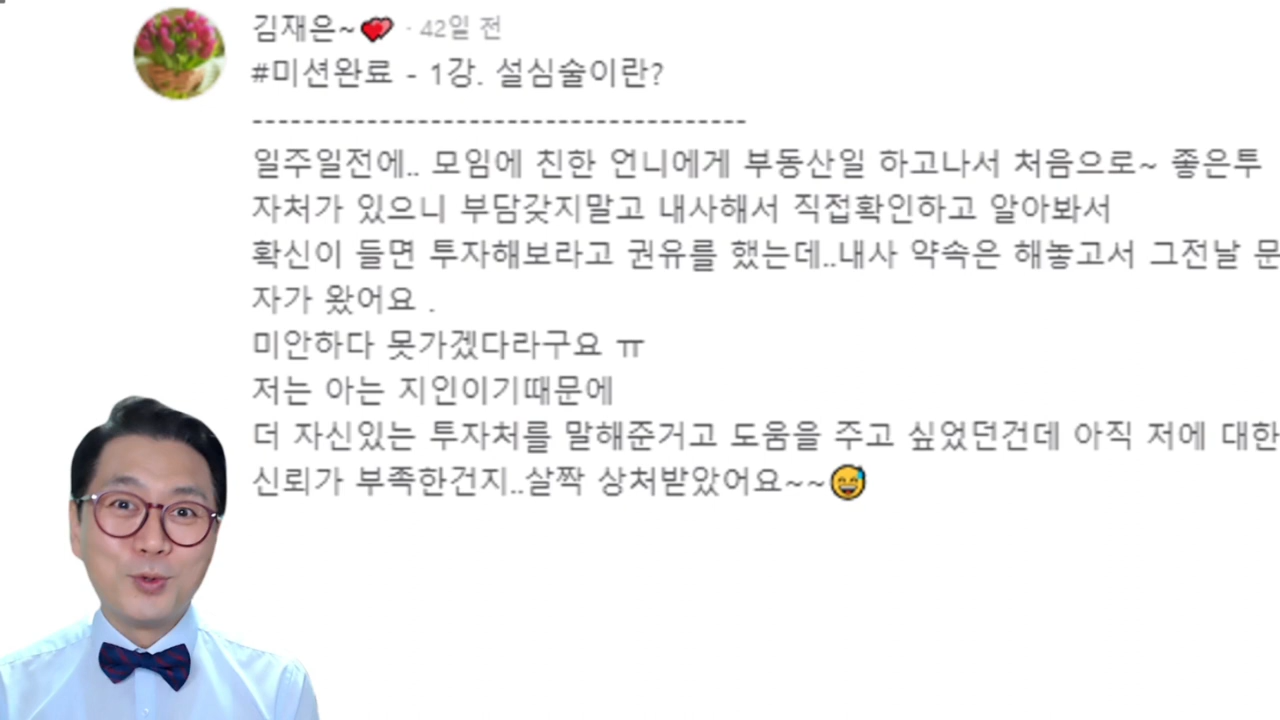 김재은~💕 · 42일 전
#미션완료 - 1강. 설심술이란?
---------------------------------------
일주일전에.. 모임에 친한 언니에게 부동산일 하고나서 처음으로~ 좋은투
자처가 있으니 부담갖지말고 내사해서 직접확인하고 알아봐서
확신이 들면 투자해보라고 권유를 했는데..내사 약속은 해놓고서 그전날 문
자가 왔어요 .
미안하다 못가겠다라구요 ㅠ
저는 아는 지인이기때문에
더 자신있는 투자처를 말해준거고 도움을 주고 싶었던건데 아직 저에 대한
신뢰가 부족한건지..살짝 상처받았어요~~😅